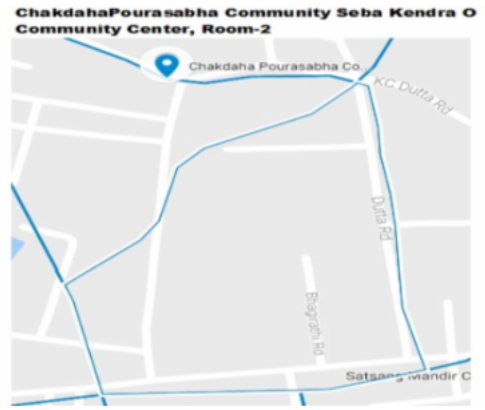 ChakdahaPourasabha Community Seba Kendra O
Community Center, Room-2
Chakdaha Pourasabha Co..
KC Dutta Rd
Dutta Rd
Bhagirathi Rd
Satsang Mandir C